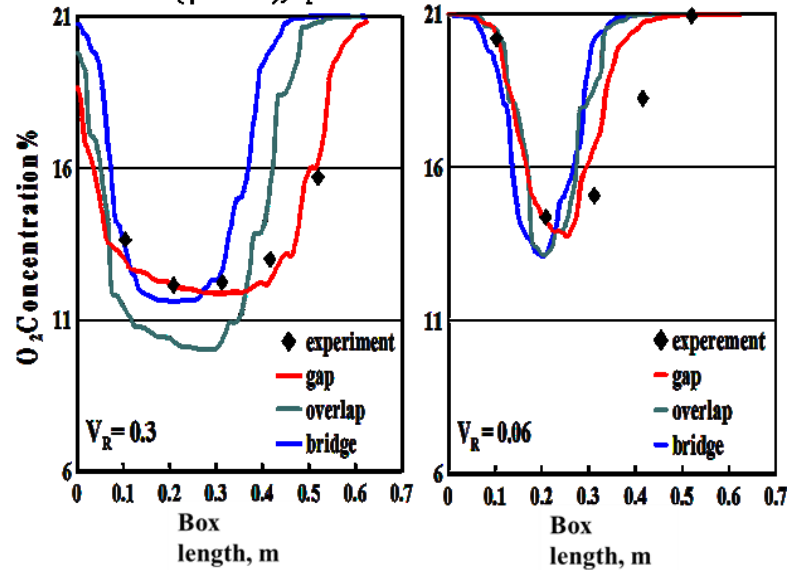 21
16
11
6
O₂Concentration%
0 0.1 0.2 0.3 0.4 0.5 0.6 0.7
Box
length, m
V_R= 0.3
experiment
gap
overlap
bridge
21
16
11
6
0 0.1 0.2 0.3 0.4 0.5 0.6 0.7
Box
length, m
V_R= 0.06
experement
gap
overlap
bridge